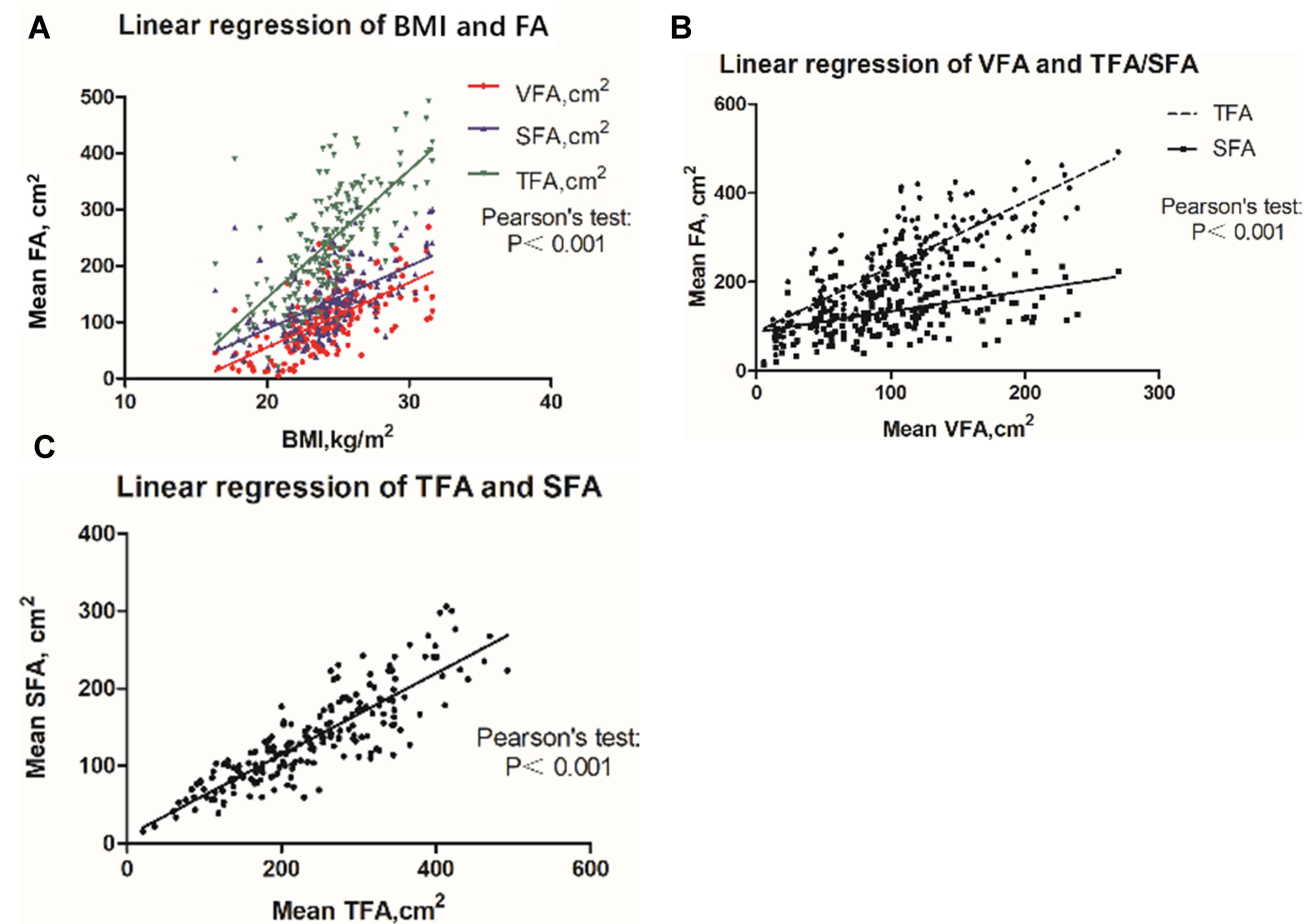 A
Linear regression of BMI and FA
500
400
300
200
100
0
10
20
30
40
Mean FA, cm2
BMI,kg/m2
VFA,cm2
SFA,cm2
TFA,cm2
Pearson's test:
P< 0.001
B
Linear regression of VFA and TFA/SFA
600
400
200
0
0
100
200
300
Mean FA, cm2
Mean VFA,cm2
TFA
SFA
Pearson's test:
P< 0.001
C
Linear regression of TFA and SFA
400
300
200
100
0
0
200
400
600
Mean SFA, cm2
Mean TFA,cm2
Pearson's test:
P< 0.001